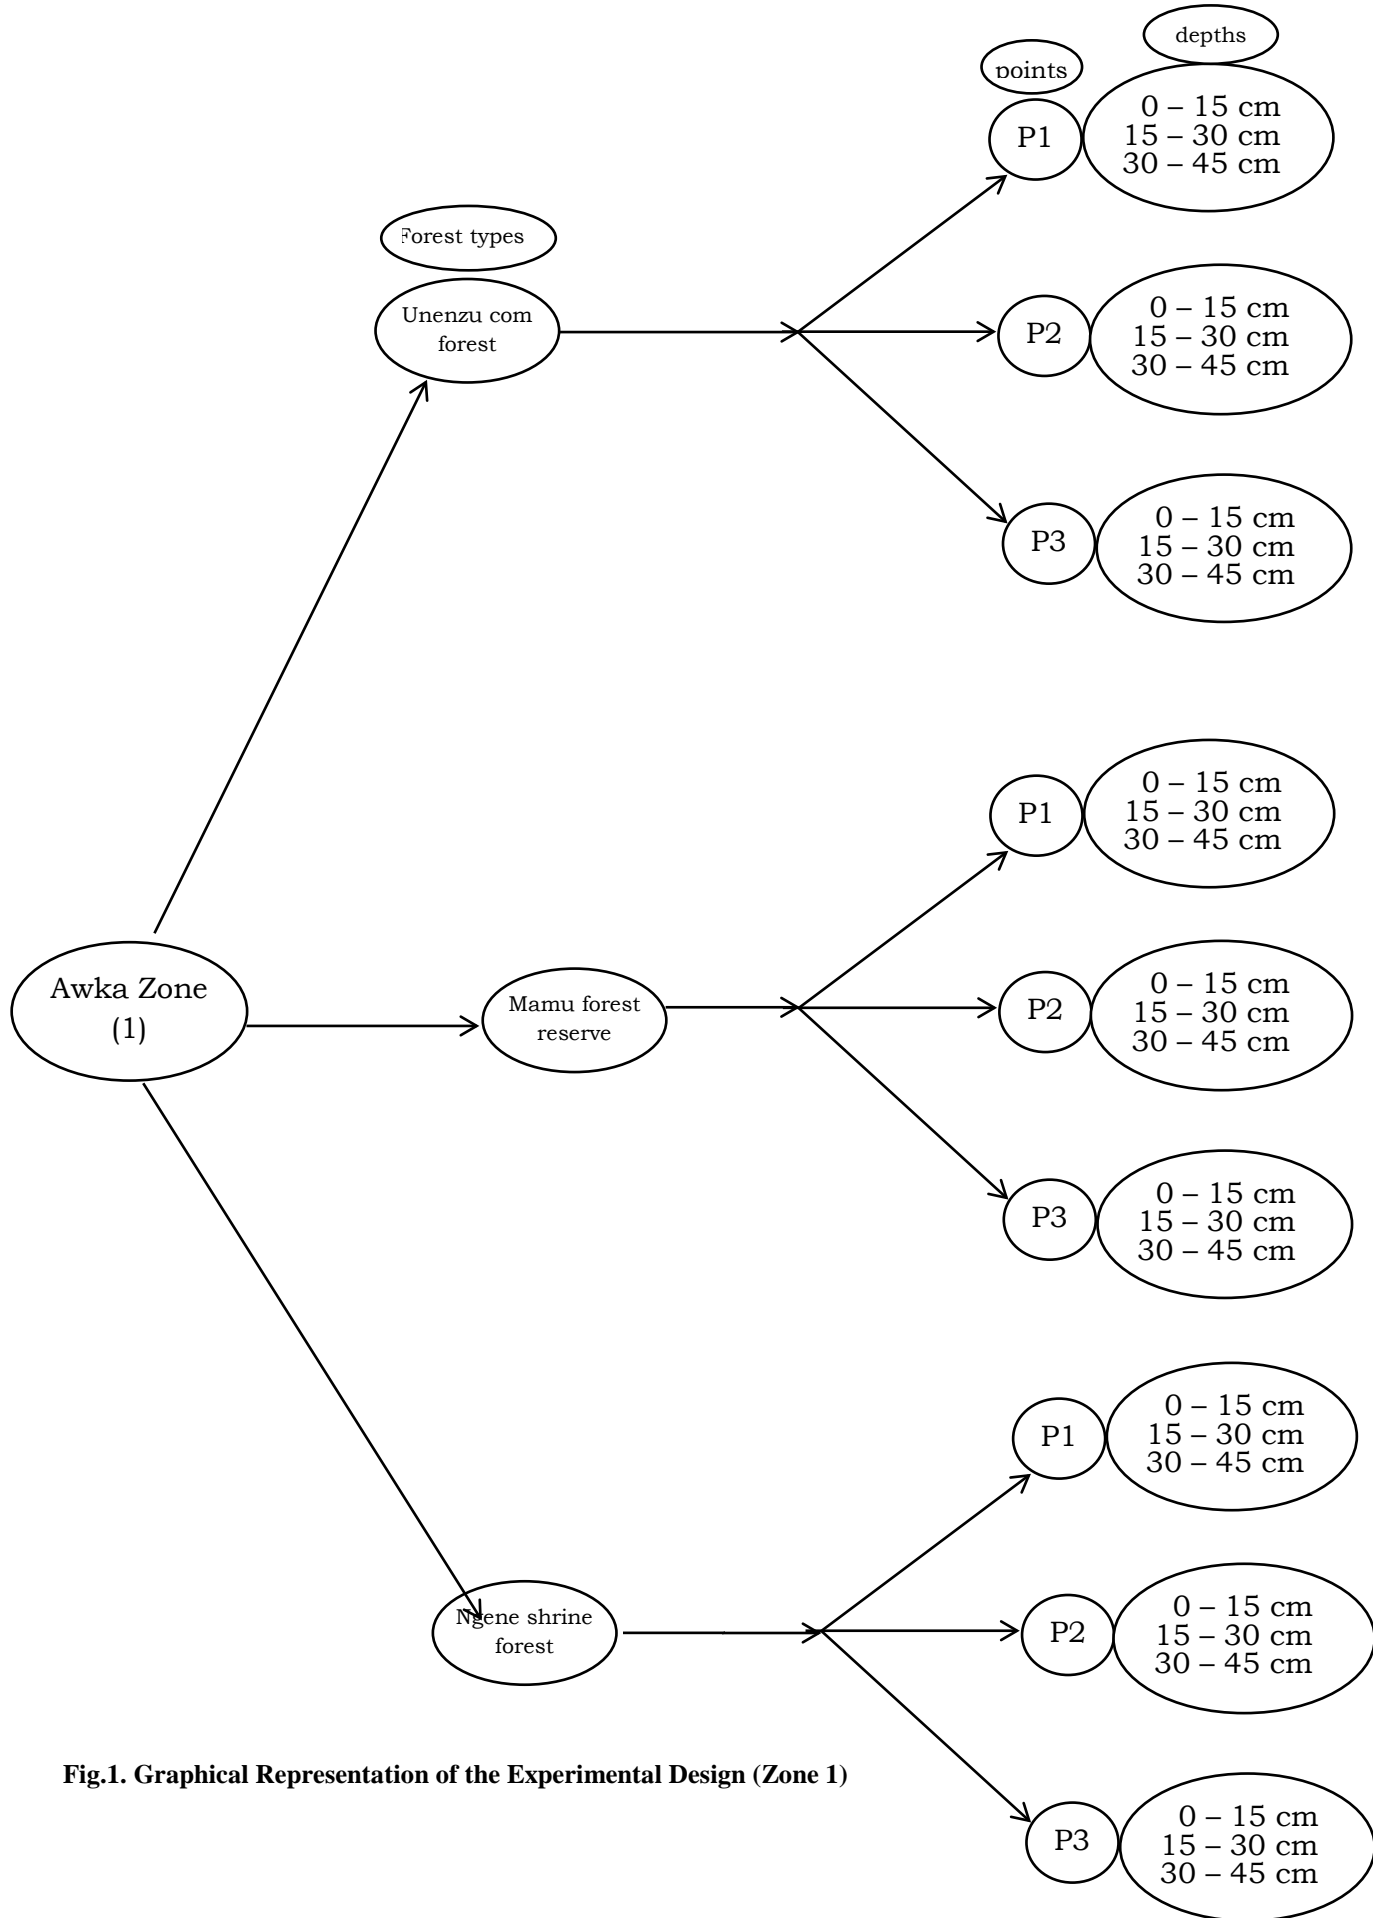 depths
points
P1
0 – 15 cm
15 – 30 cm
30 – 45 cm
Forest types
Unenzu com
forest
P2
0 – 15 cm
15 – 30 cm
30 – 45 cm
P3
0 – 15 cm
15 – 30 cm
30 – 45 cm
Awka Zone
(1)
Mamu forest
reserve
P1
0 – 15 cm
15 – 30 cm
30 – 45 cm
P2
0 – 15 cm
15 – 30 cm
30 – 45 cm
P3
0 – 15 cm
15 – 30 cm
30 – 45 cm
Ngene shrine
forest
P1
0 – 15 cm
15 – 30 cm
30 – 45 cm
P2
0 – 15 cm
15 – 30 cm
30 – 45 cm
P3
0 – 15 cm
15 – 30 cm
30 – 45 cm
Fig.1. Graphical Representation of the Experimental Design (Zone 1)